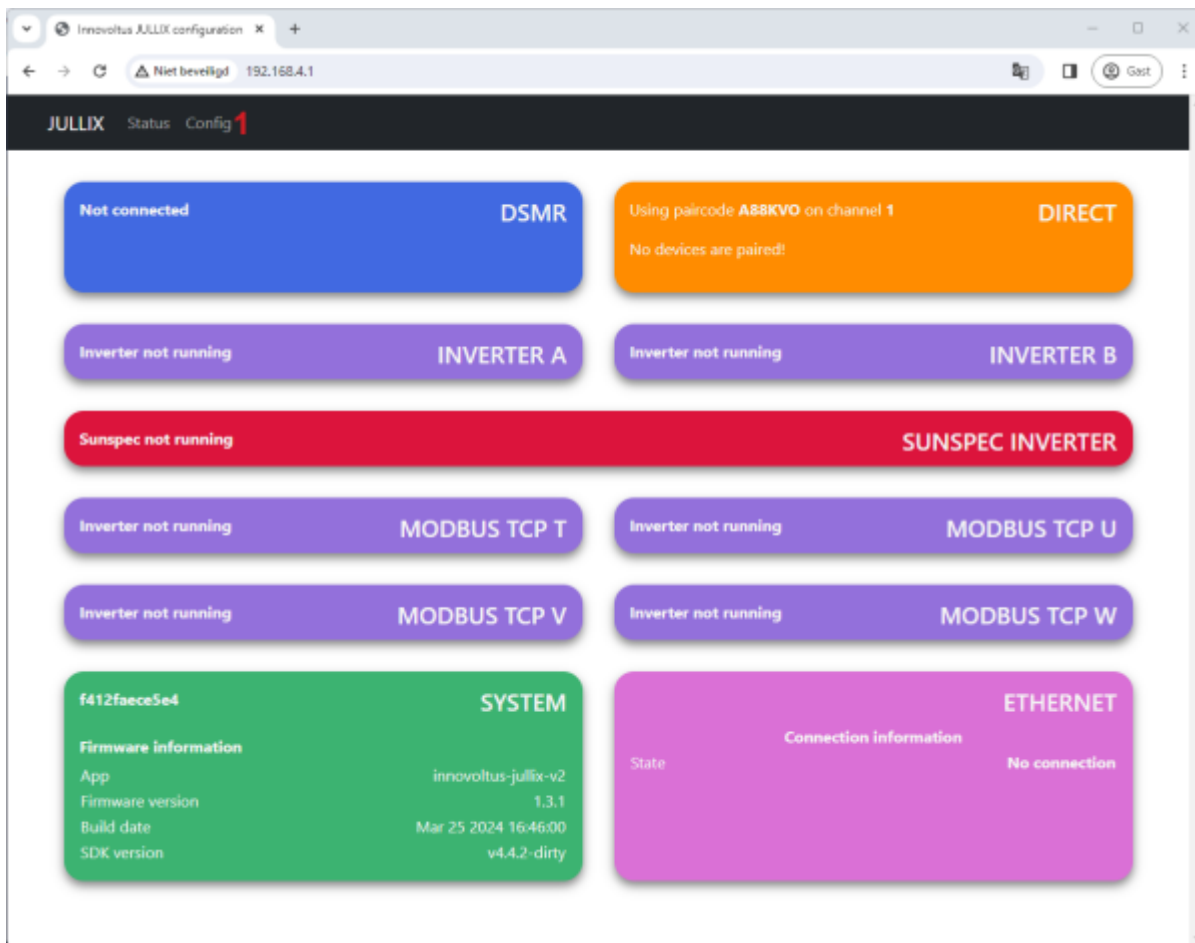 Innovoltus JULLIX configuration
Niet beveiligd 192.168.4.1 Gast
JULLIX Status Config 1
Not connected DSMR
Using paircode A88KVO on channel 1 DIRECT
No devices are paired!
Inverter not running INVERTER A
Inverter not running INVERTER B
Sunspec not running SUNSPEC INVERTER
Inverter not running MODBUS TCP T
Inverter not running MODBUS TCP U
Inverter not running MODBUS TCP V
Inverter not running MODBUS TCP W
f412faece5e4 SYSTEM
Firmware information
App innovoltus-jullix-v2
Firmware version 1.3.1
Build date Mar 25 2024 16:46:00
SDK version v4.4.2-dirty
ETHERNET
Connection information
State No connection